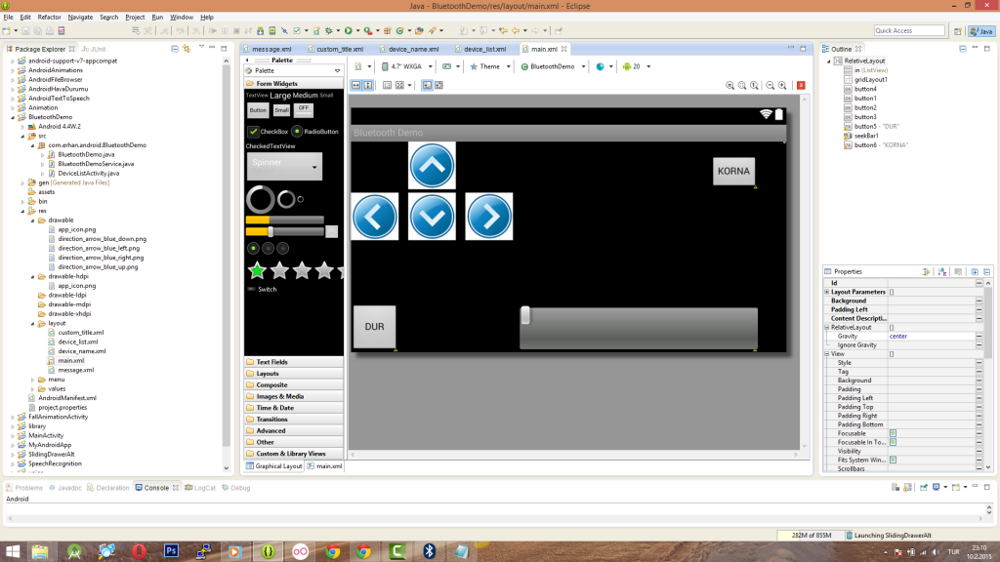 Java - BluetoothDemo/res/layout/main.xml - Eclipse
File Edit Refactor Navigate Search Project Run Window Help
Quick Access
Java
Package Explorer
JUnit
android-support-v7-appcompat
AndroidAnimations
AndroidFileBrowser
AndroidHavaDurumu
AndroidTextToSpeech
Animation
BluetoothDemo
Android 4.4W.2
src
com.erhan.android.BluetoothDemo
BluetoothDemo.java
BluetoothDemoService.java
DeviceListActivity.java
gen [Generated Java Files]
assets
bin
res
drawable
app_icon.png
direction_arrow_blue_down.png
direction_arrow_blue_left.png
direction_arrow_blue_right.png
direction_arrow_blue_up.png
drawable-hdpi
app_icon.png
drawable-ldpi
drawable-mdpi
drawable-xhdpi
layout
custom_title.xml
device_list.xml
device_name.xml
main.xml
message.xml
menu
values
AndroidManifest.xml
project.properties
FallAnimationActivity
library
MainActivity
MyAndroidApp
SlidingDrawerAlt
SpeechRecognition
message.xml custom_title.xml device_name.xml device_list.xml main.xml
Palette
Palette
Form Widgets
TextView Large Medium Small
Button Small OFF
CheckBox RadioButton
CheckedTextView
Spinner
Switch
Text Fields
Layouts
Composite
Images & Media
Time & Date
Transitions
Advanced
Other
Custom & Library Views
Graphical Layout main.xml
4.7" WXGA
Theme
BluetoothDemo
20
3
Bluetooth Demo
KORNA
DUR
Outline
RelativeLayout
in (ListView)
gridLayout1
button4
button1
button2
button3
button5 - "DUR"
seekBar1
button6 - "KORNA"
Properties
Id
Layout Parameters []
Background
Padding Left
Content Descripti...
RelativeLayout []
Gravity center
Ignore Gravity
View []
Style
Tag
Background
Padding
Padding Left
Padding Top
Padding Right
Padding Bottom
Focusable
Focusable In To...
Visibility
Fits System Win...
Scrollbars
Problems Javadoc Declaration Console LogCat Debug
Android
282M of 855M
Launching SlidingDrawerAlt
Ps
TUR
23:10
10.2.2015